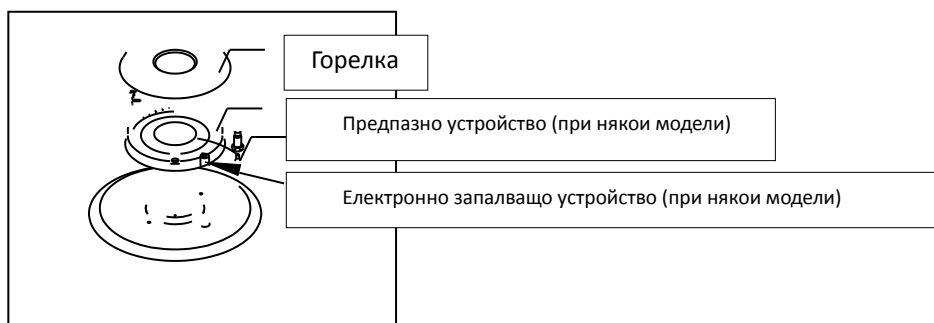 Горелка
Предпазно устройство (при някои модели)
Електронно запалващо устройство (при някои модели)